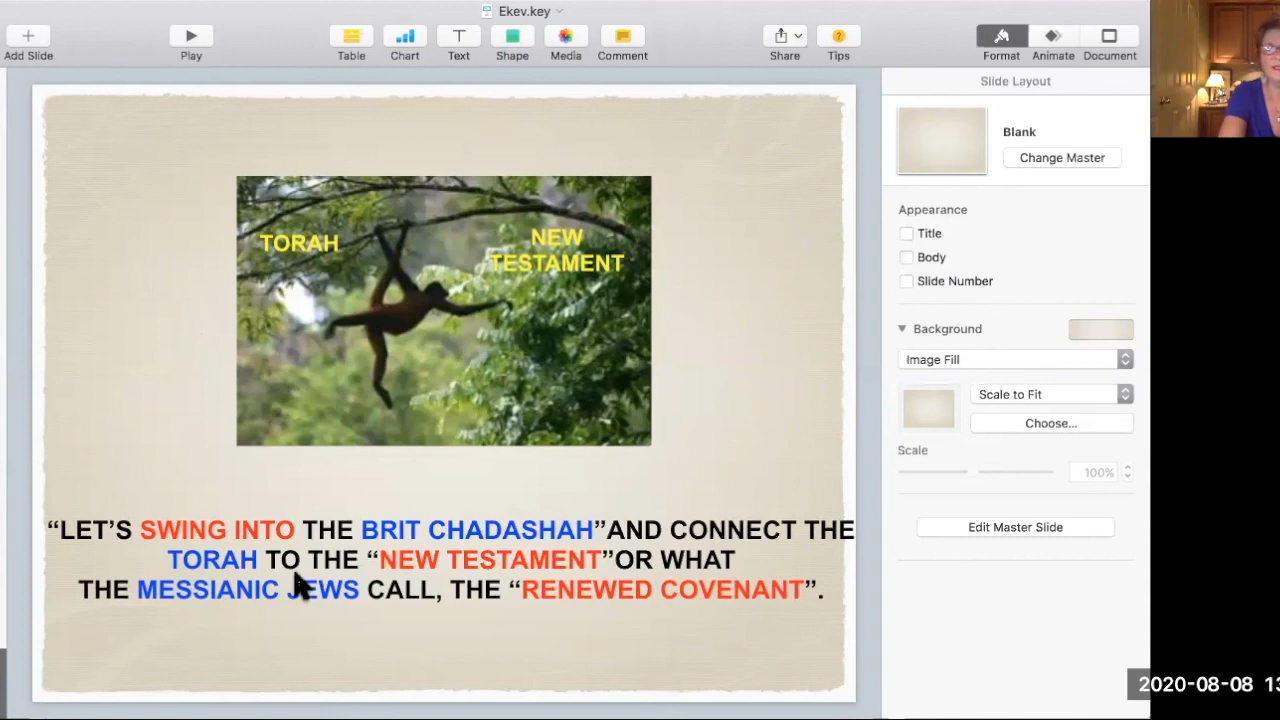 Ekev.key
Add Slide
Play
Table
Chart
Text
Shape
Media
Comment
Share
Tips
Format
Animate
Document
Slide Layout
Blank
Change Master
Appearance
Title
Body
Slide Number
Background
Image Fill
Scale to Fit
Choose...
Scale
100%
Edit Master Slide
TORAH
NEW
TESTAMENT
“LET’S SWING INTO THE BRIT CHADASHAH”AND CONNECT THE
TORAH TO THE “NEW TESTAMENT”OR WHAT
THE MESSIANIC JEWS CALL, THE “RENEWED COVENANT”.
2020-08-08 13